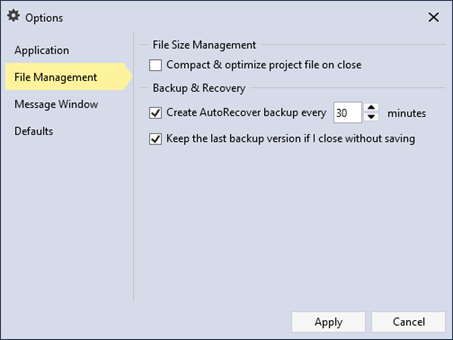 Options
Application
File Management
Message Window
Defaults
File Size Management
Compact & optimize project file on close
Backup & Recovery
Create AutoRecover backup every 30 minutes
Keep the last backup version if I close without saving
Apply Cancel